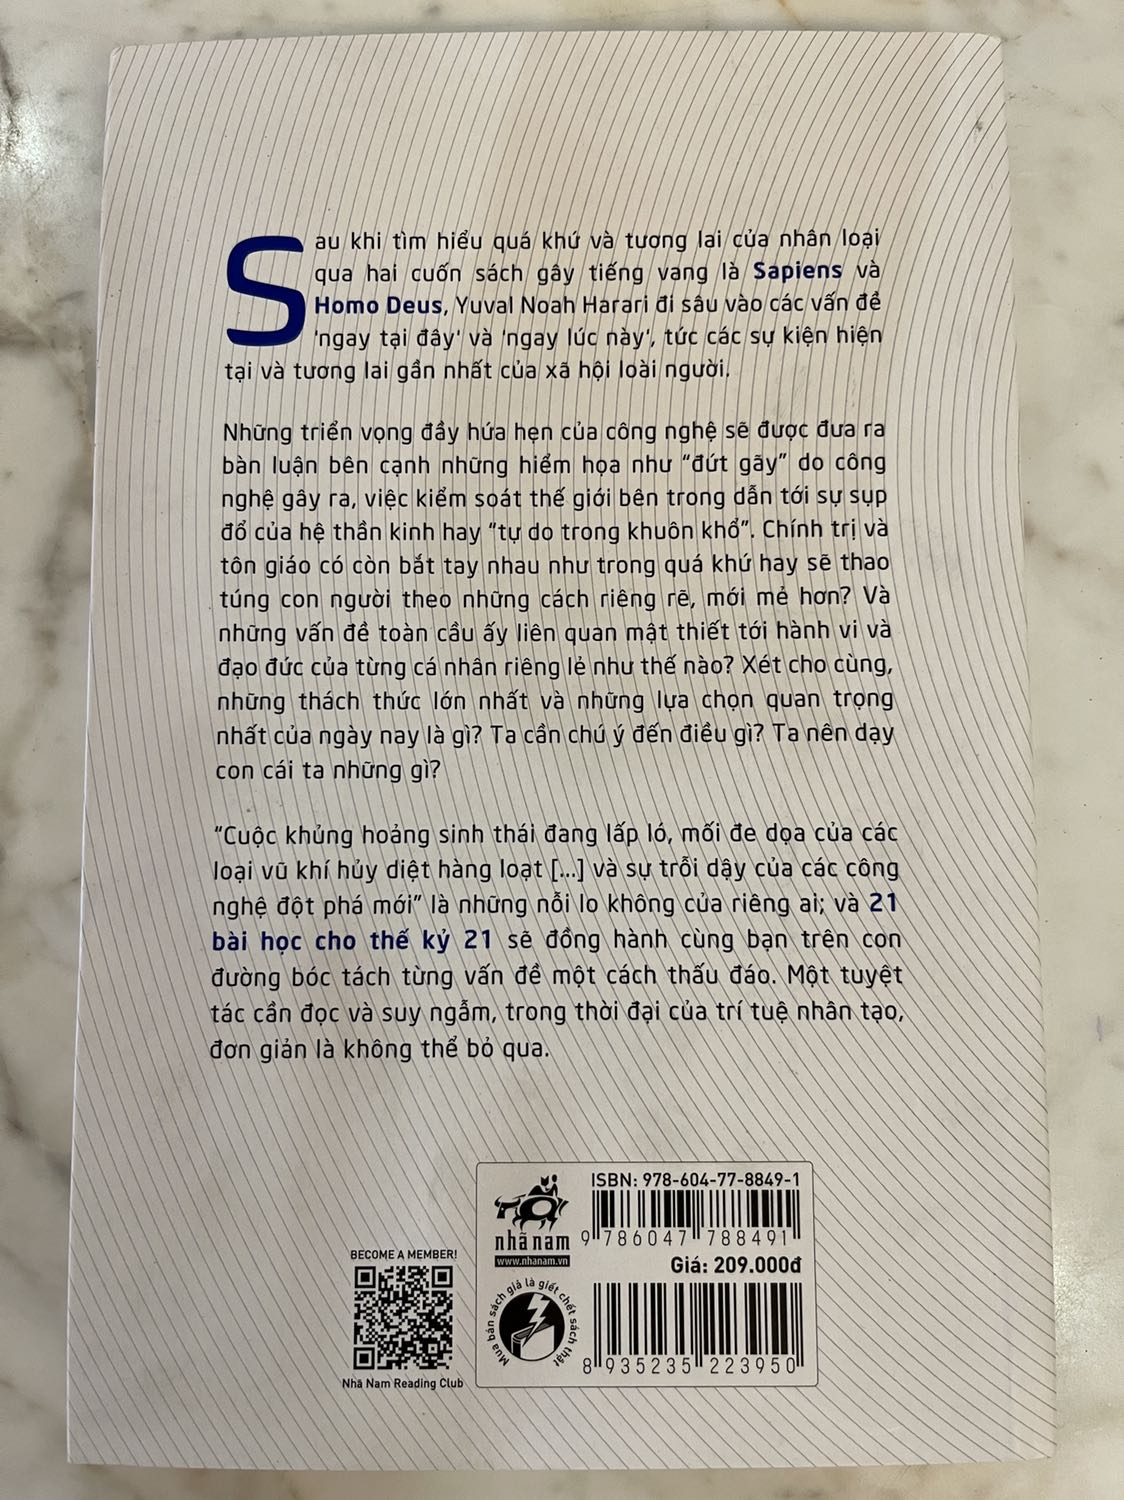 Sau khi tìm hiểu quá khứ và tương lai của nhân loại
qua hai cuốn sách gây tiếng vang là Sapiens và
Homo Deus, Yuval Noah Harari đi sâu vào các vấn đề
'ngay tại đây' và 'ngay lúc này', tức các sự kiện hiện
tại và tương lai gần nhất của xã hội loài người.
Những triển vọng đầy hứa hẹn của công nghệ sẽ được đưa ra
bàn luận bên cạnh những hiểm họa như “đứt gãy” do công
nghệ gây ra, việc kiểm soát thế giới bên trong dẫn tới sự sụp
đổ của hệ thần kinh hay “tự do trong khuôn khổ”. Chính trị và
tôn giáo có còn bắt tay nhau như trong quá khứ hay sẽ thao
túng con người theo những cách riêng rẽ, mới mẻ hơn? Và
những vấn đề toàn cầu ấy liên quan mật thiết tới hành vi và
đạo đức của từng cá nhân riêng lẻ như thế nào? Xét cho cùng,
những thách thức lớn nhất và những lựa chọn quan trọng
nhất của ngày nay là gì? Ta cần chú ý đến điều gì? Ta nên dạy
con cái ta những gì?
“Cuộc khủng hoảng sinh thái đang lấp ló, mối đe dọa của các
loại vũ khí hủy diệt hàng loạt [...] và sự trỗi dậy của các công
nghệ đột phá mới” là những nỗi lo không của riêng ai; và 21
bài học cho thế kỷ 21 sẽ đồng hành cùng bạn trên con
đường bóc tách từng vấn đề một cách thấu đáo. Một tuyệt
tác cần đọc và suy ngẫm, trong thời đại của trí tuệ nhân tạo,
đơn giản là không thể bỏ qua.
ISBN: 978-604-77-8849-1
nhã nam
www.nhanam.vn
9 786047 788491
Giá: 209.000đ
Mua bán sách giả là giết chết sách thật
8 935235 223950
BECOME A MEMBER!
Nhã Nam Reading Club